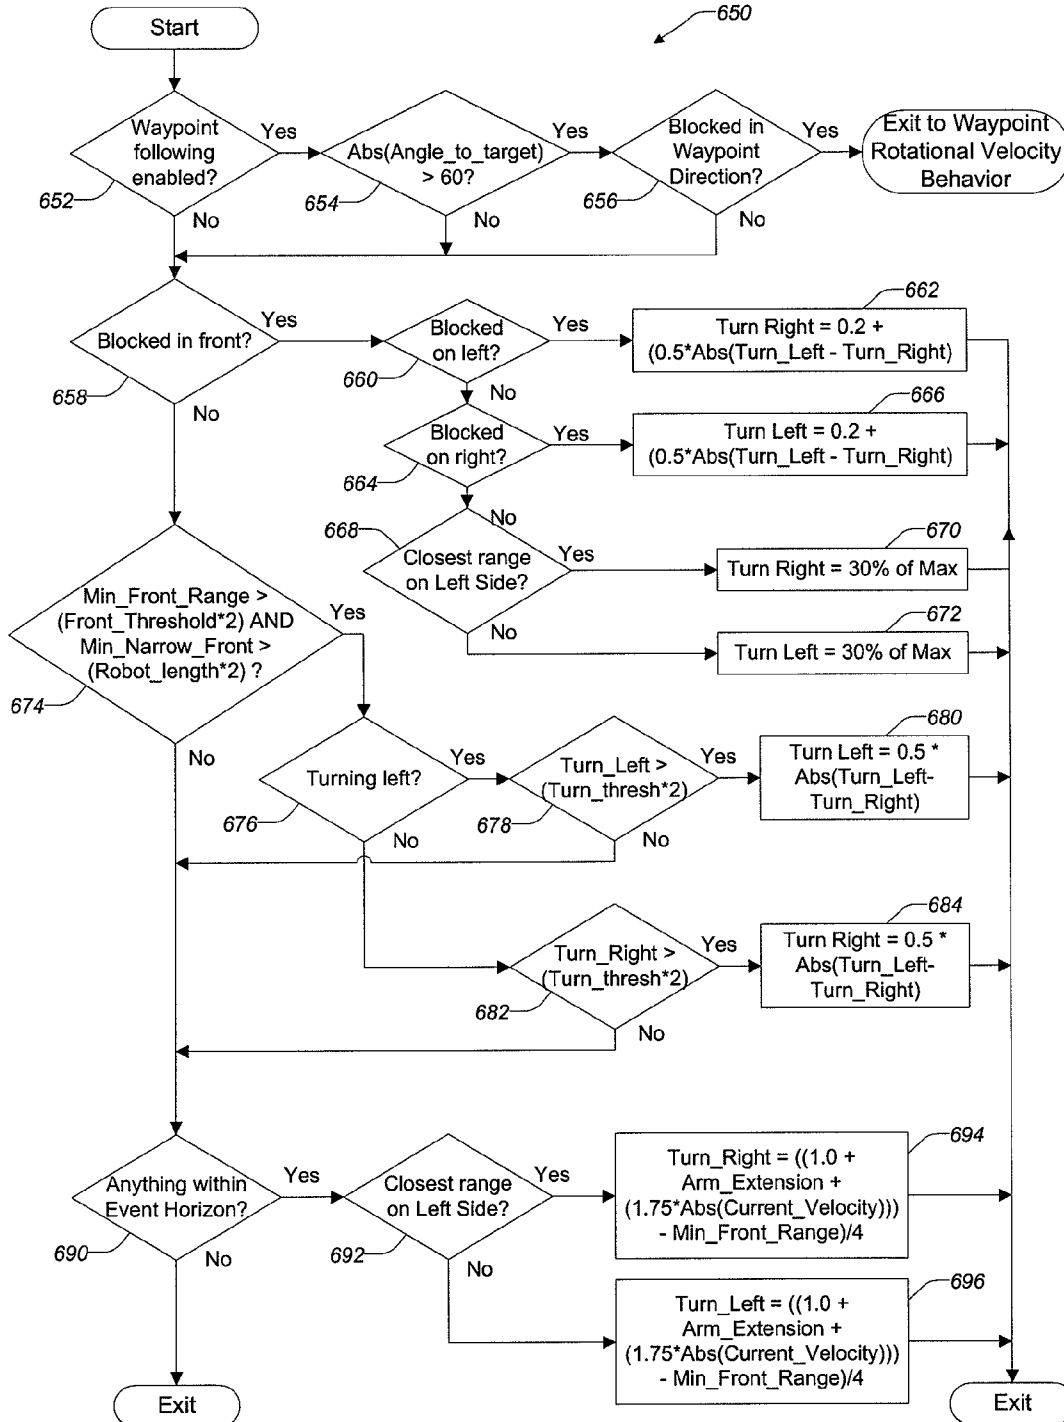 Start
650
Waypoint
following
enabled?
Yes
652
No
Abs(Angle_to_target)
> 60?
Yes
654
No
Blocked in
Waypoint
Direction?
Yes
656
No
Exit to Waypoint
Rotational Velocity
Behavior
Blocked in front?
Yes
658
No
Blocked
on left?
Yes
660
No
662
Turn Right = 0.2 +
(0.5*Abs(Turn_Left - Turn_Right)
Blocked
on right?
Yes
664
No
666
Turn Left = 0.2 +
(0.5*Abs(Turn_Left - Turn_Right)
668
Closest range
on Left Side?
Yes
No
670
Turn Right = 30% of Max
672
Turn Left = 30% of Max
Min_Front_Range >
(Front_Threshold*2) AND
Min_Narrow_Front >
(Robot_length*2) ?
Yes
674
No
Turning left?
Yes
676
No
Turn_Left >
(Turn_thresh*2)
Yes
678
No
680
Turn Left = 0.5 *
Abs(Turn_Left-
Turn_Right)
Turn_Right >
(Turn_thresh*2)
Yes
682
No
684
Turn Right = 0.5 *
Abs(Turn_Left-
Turn_Right)
Anything within
Event Horizon?
Yes
690
No
Closest range
on Left Side?
Yes
692
No
694
Turn_Right = ((1.0 +
Arm_Extension +
(1.75*Abs(Current_Velocity)))
- Min_Front_Range)/4
696
Turn_Left = ((1.0 +
Arm_Extension +
(1.75*Abs(Current_Velocity)))
- Min_Front_Range)/4
Exit
Exit